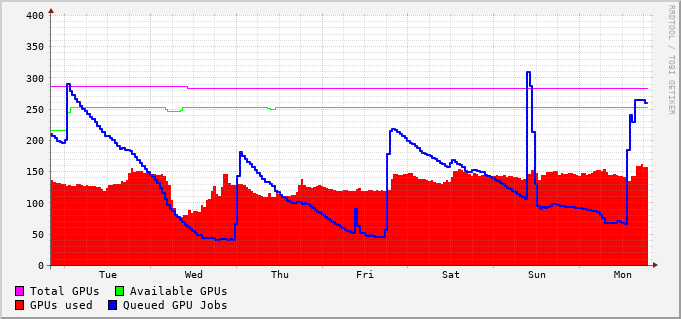 400
350
300
250
200
150
100
50
0
Tue Wed Thu Fri Sat Sun Mon
Total GPUs Available GPUs
GPUs used Queued GPU Jobs
RRDTOOL / TOBI OETIKER